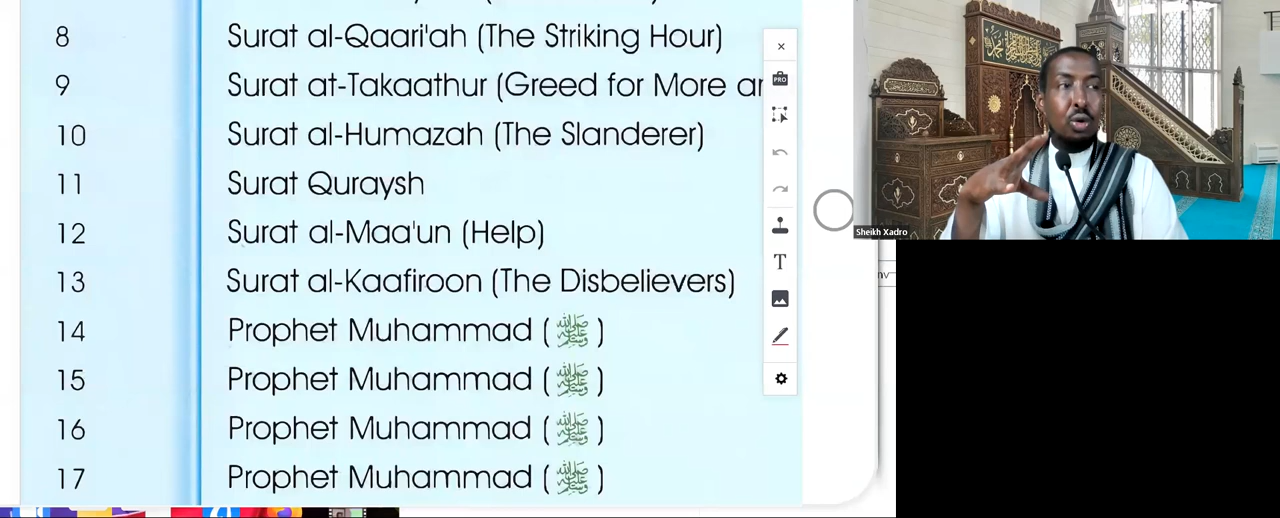 8 Surat al-Qaari'ah (The Striking Hour)
9 Surat at-Takaathur (Greed for More
10 Surat al-Humazah (The Slanderer)
11 Surat Quraysh
12 Surat al-Maa'un (Help)
13 Surat al-Kaafiroon (The Disbelievers)
14 Prophet Muhammad (ﷺ)
15 Prophet Muhammad (ﷺ)
16 Prophet Muhammad (ﷺ)
17 Prophet Muhammad (ﷺ)
PRO
T
Sheikh Xadro